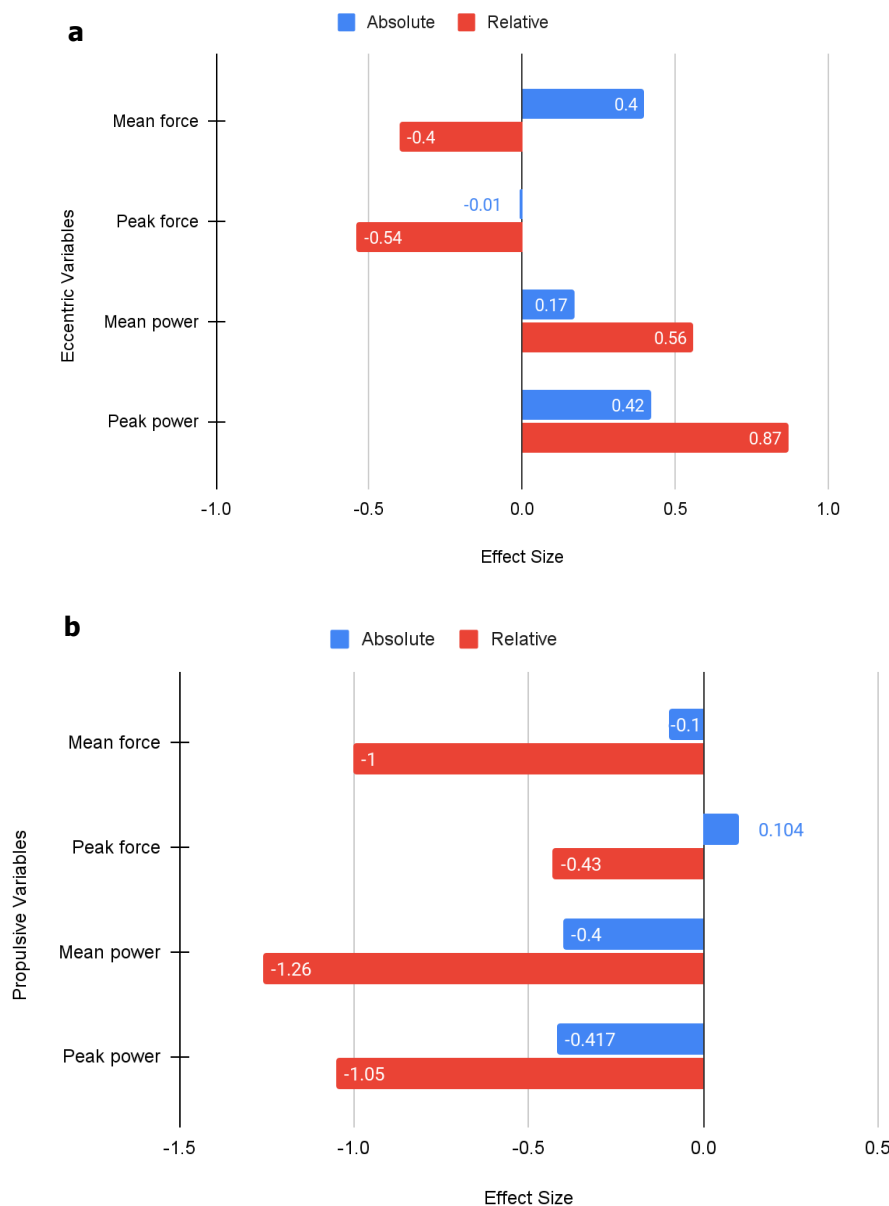 a
Absolute Relative
Mean force
0.4
-0.4
Peak force
-0.01
-0.54
Mean power
0.17
0.56
Peak power
0.42
0.87
Eccentric Variables
-1.0 -0.5 0.0 0.5 1.0
Effect Size
b
Absolute Relative
Mean force
-0.1
-1
Peak force
0.104
-0.43
Mean power
-0.4
-1.26
Peak power
-0.417
-1.05
Propulsive Variables
-1.5 -1.0 -0.5 0.0 0.5
Effect Size